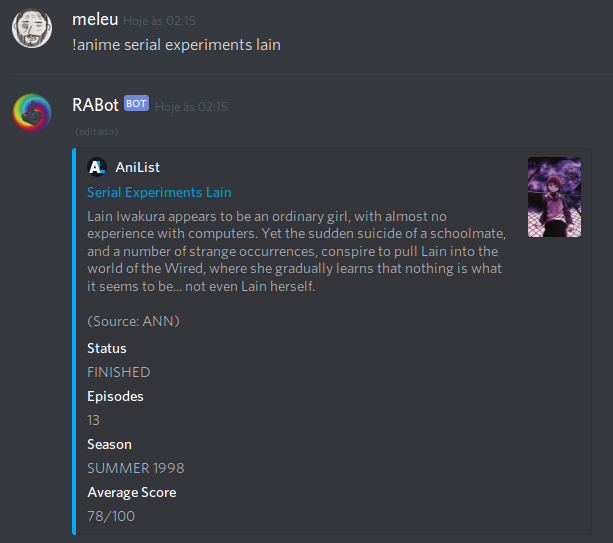 meleu Hoje às 02:15
!anime serial experiments lain
RABot BOT Hoje às 02:15
(editado)
AniList
Serial Experiments Lain
Lain Iwakura appears to be an ordinary girl, with almost no
experience with computers. Yet the sudden suicide of a schoolmate,
and a number of strange occurrences, conspire to pull Lain into the
world of the Wired, where she gradually learns that nothing is what
it seems to be... not even Lain herself.
(Source: ANN)
Status
FINISHED
Episodes
13
Season
SUMMER 1998
Average Score
78/100